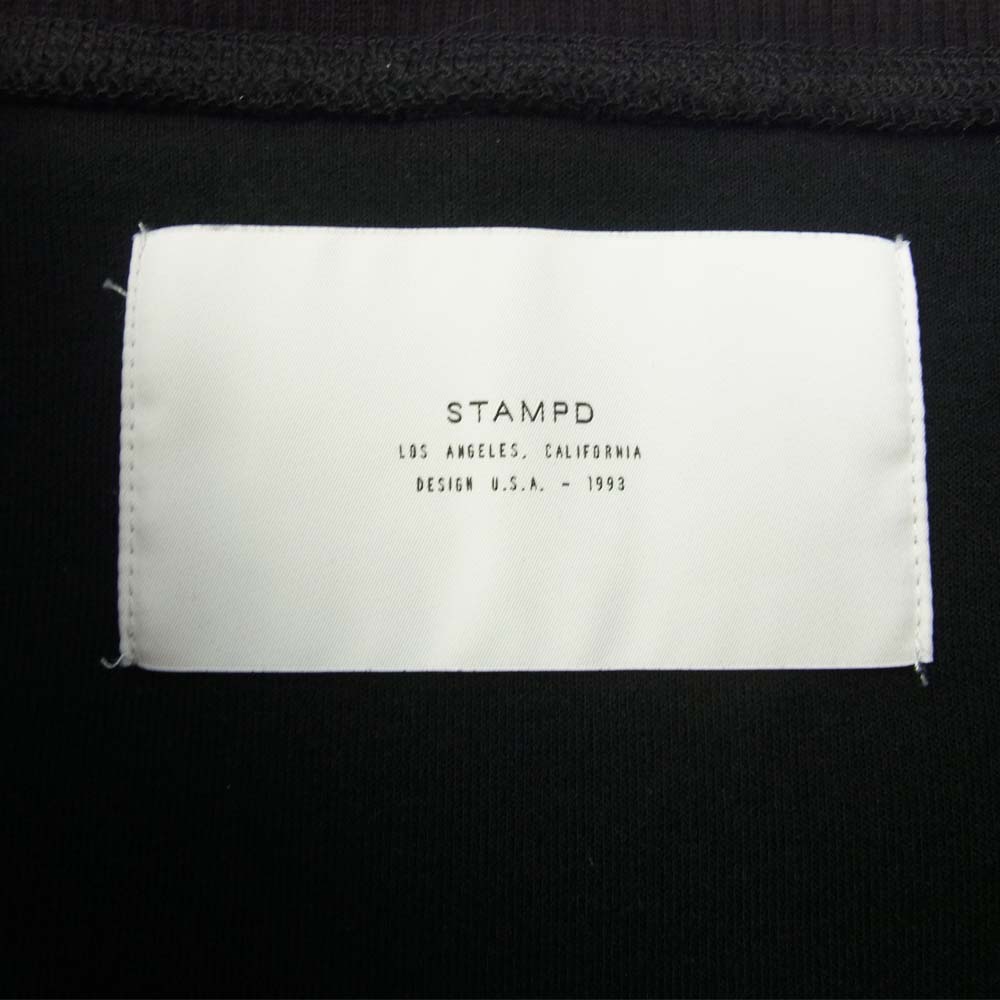 STAMPD
LOS ANGELES, CALIFORNIA
DESIGN U.S.A. - 1993